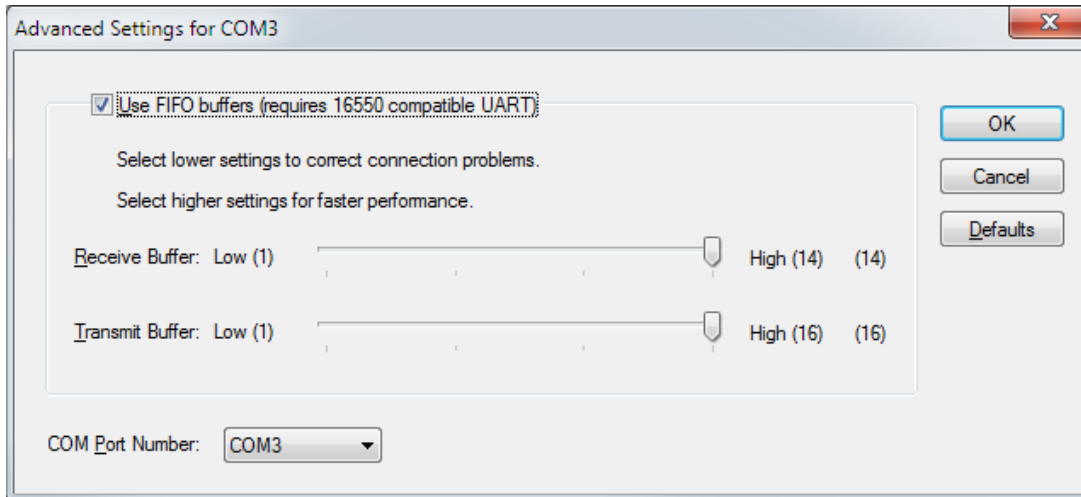 Advanced Settings for COM3
Use FIFO buffers (requires 16550 compatible UART)
OK
Select lower settings to correct connection problems.
Cancel
Select higher settings for faster performance.
Defaults
Receive Buffer: Low (1) High (14) (14)
Transmit Buffer: Low (1) High (16) (16)
COM Port Number: COM3